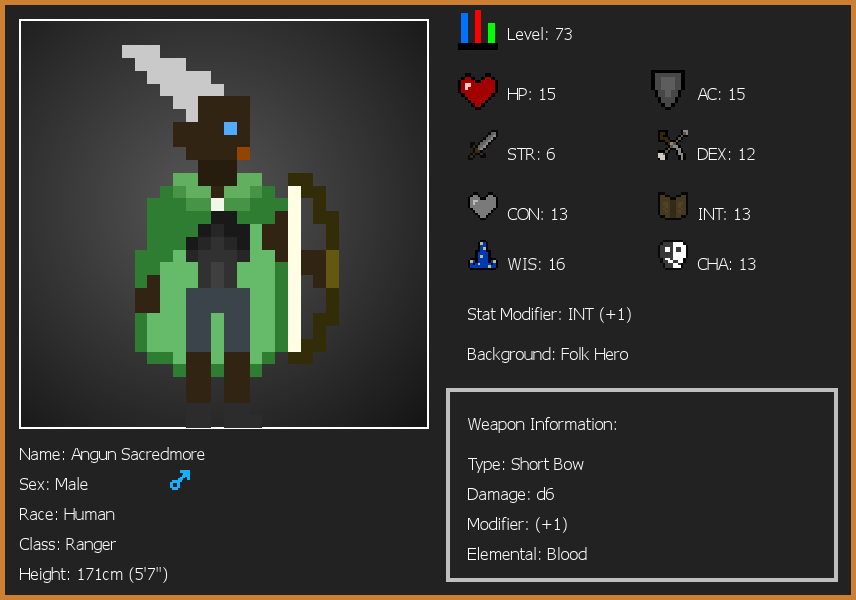 Level: 73
HP: 15
AC: 15
STR: 6
DEX: 12
CON: 13
INT: 13
WIS: 16
CHA: 13
Stat Modifier: INT (+1)
Background: Folk Hero
Weapon Information:
Type: Short Bow
Damage: d6
Modifier: (+1)
Elemental: Blood
Name: Angun Sacredmore
Sex: Male
Race: Human
Class: Ranger
Height: 171cm (5'7")